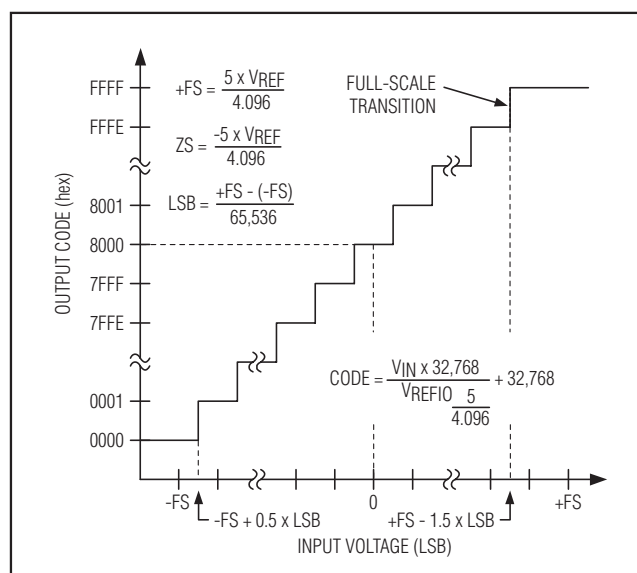 FFFF
FFFE
8001
8000
7FFF
7FFE
0001
0000
OUTPUT CODE (hex)
+FS = 5 x VREF
4.096
ZS = -5 x VREF
4.096
LSB = +FS - (-FS)
65,536
FULL-SCALE
TRANSITION
CODE = VIN x 32,768 + 32,768
VREFIO 5
4.096
-FS
0
+FS
-FS + 0.5 x LSB
+FS - 1.5 x LSB
INPUT VOLTAGE (LSB)